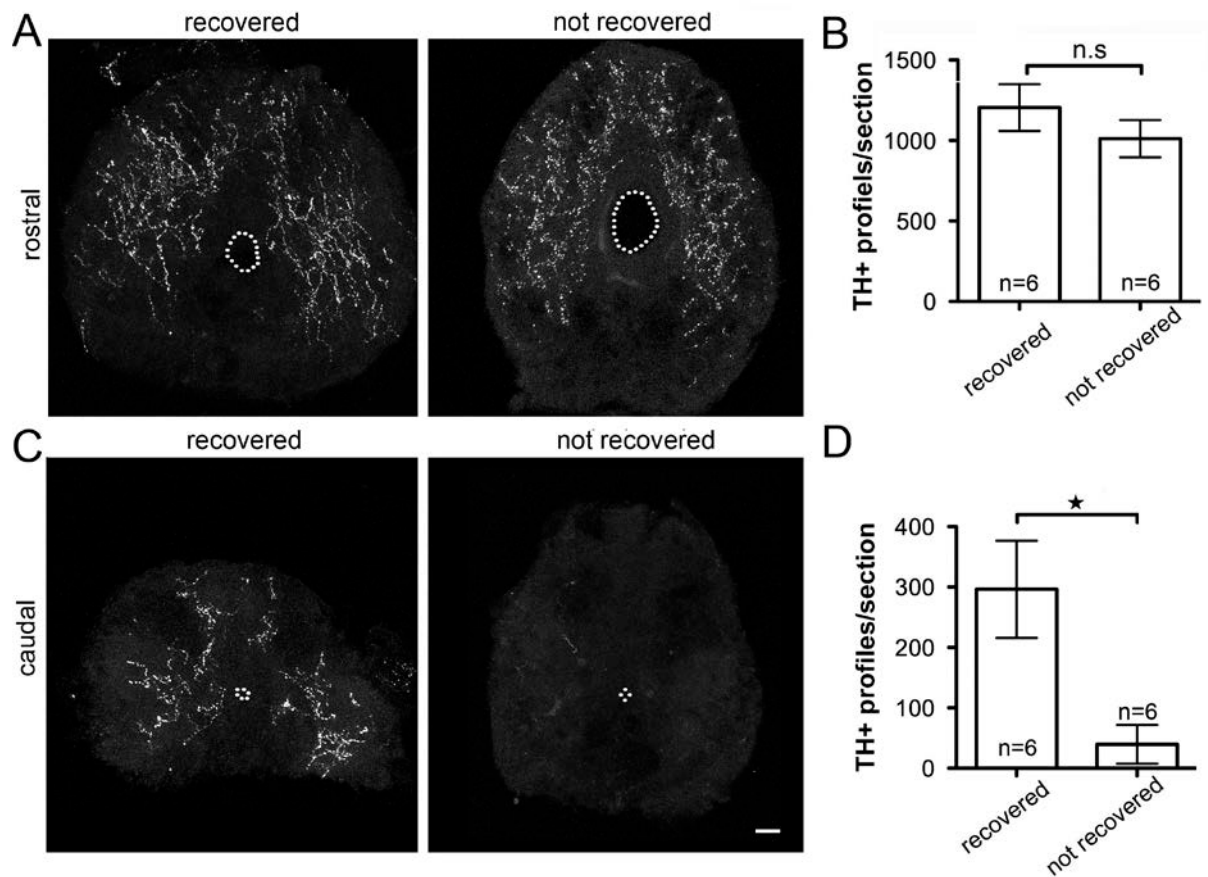 A
recovered
not recovered
rostral
B
TH+ profiels/section
1500
1000
500
0
n.s
n=6
n=6
recovered
not recovered
C
recovered
not recovered
caudal
D
TH+ profiles/section
400
300
200
100
0
★
n=6
n=6
recovered
not recovered